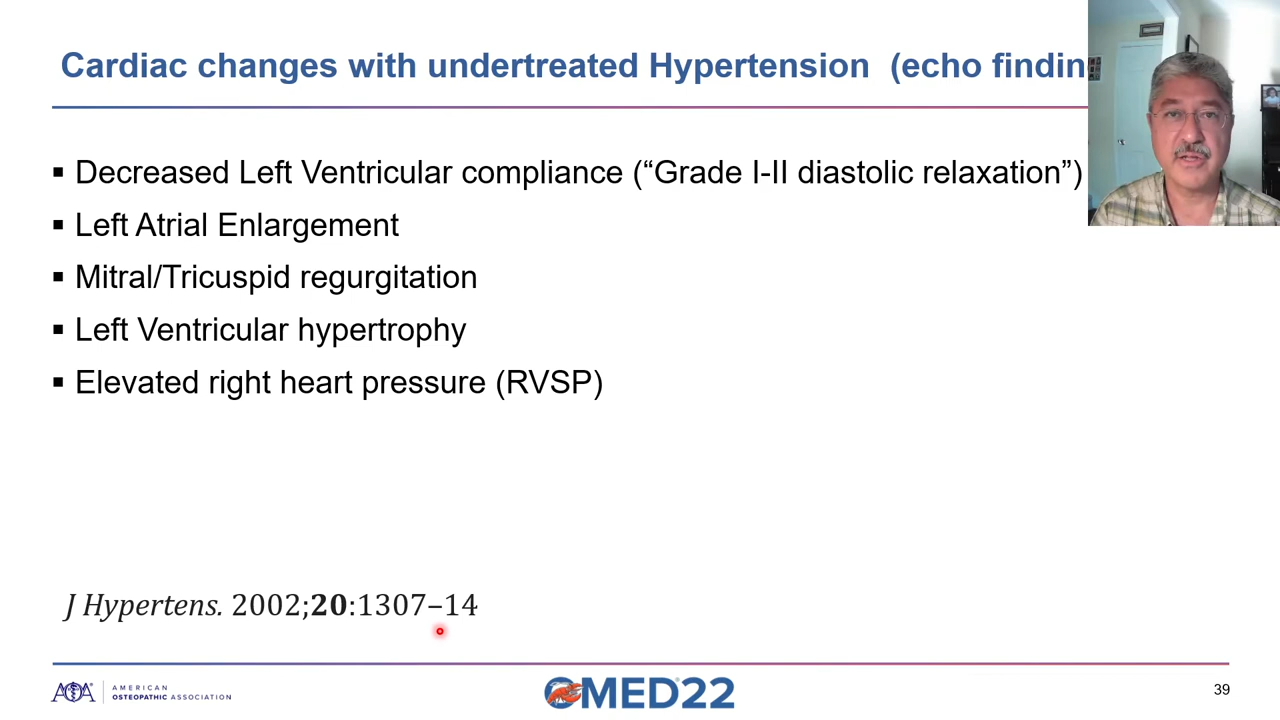 Cardiac changes with undertreated Hypertension (echo findin
▪ Decreased Left Ventricular compliance (“Grade I-II diastolic relaxation”)
▪ Left Atrial Enlargement
▪ Mitral/Tricuspid regurgitation
▪ Left Ventricular hypertrophy
▪ Elevated right heart pressure (RVSP)
J Hypertens. 2002;20:1307–14
AOA
AMERICAN
OSTEOPATHIC ASSOCIATION
OMED22
39